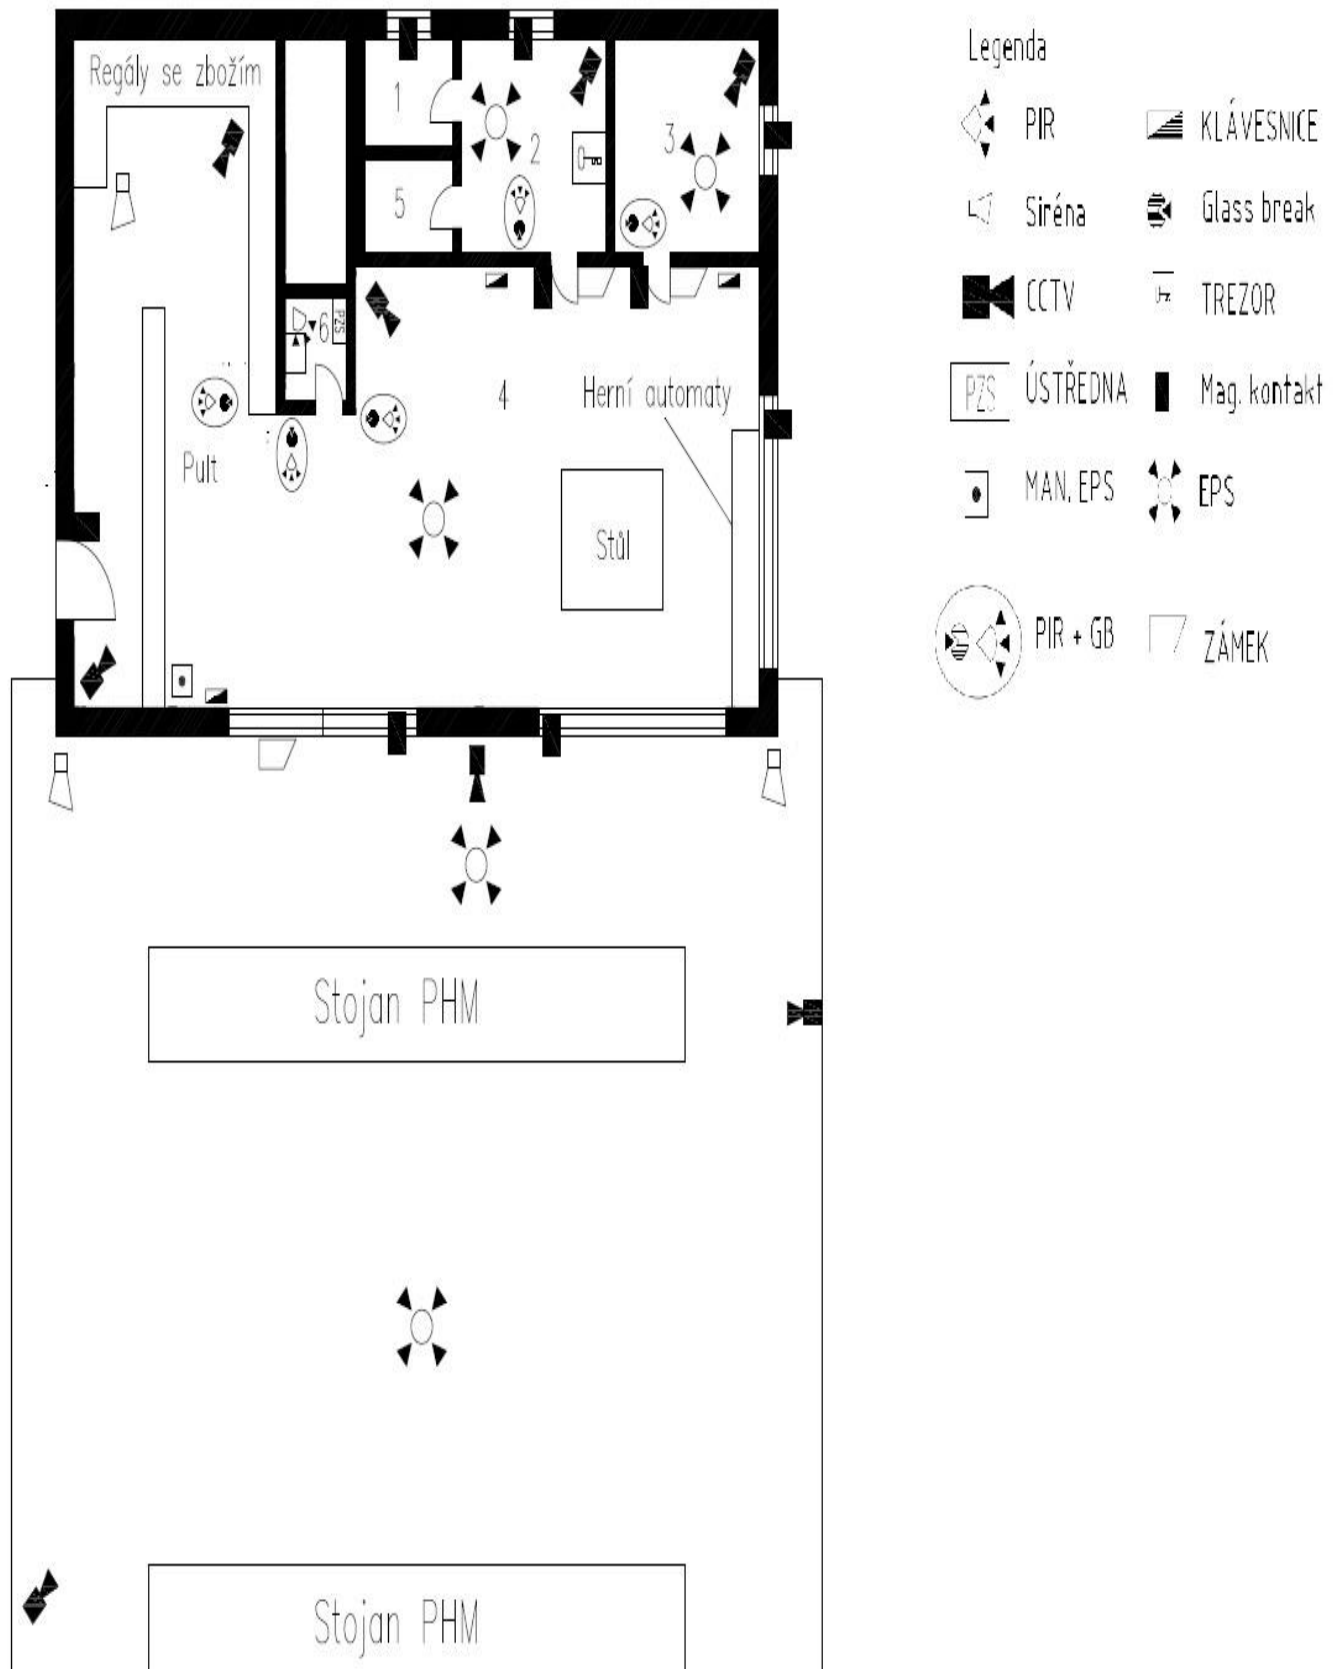 Regály se zbožím
1
2
3
5
6
PZS
4
Herní automaty
Pult
Stůl
Stojan PHM
Stojan PHM
Legenda
PIR
KLÁVESNICE
Siréna
Glass break
CCTV
TREZOR
PZS
ÚSTŘEDNA
Mag. kontakt
MAN. EPS
EPS
PIR + GB
ZÁMEK